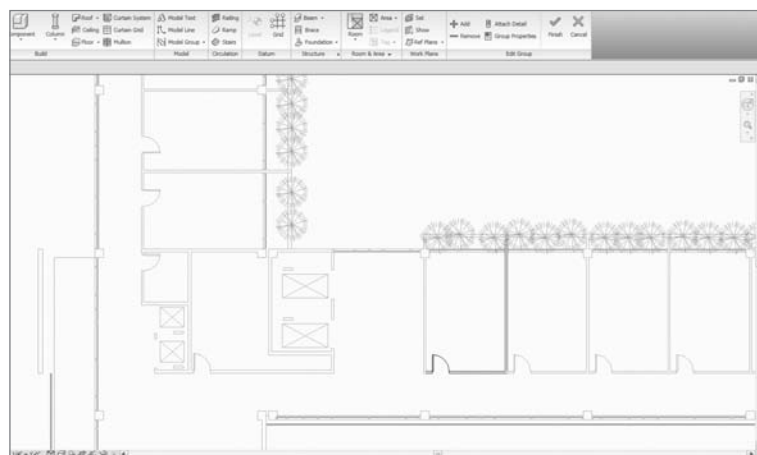 Roof Curtain System Model Text Railing Beam Area Set Add Attach Detail
Component Column Ceiling Curtain Grid Model Line Ramp Level Grid Brace Room Legend Show Remove Group Properties Finish Cancel
Floor Mullion Model Group Stairs Foundation Tag Ref Plane
Build Model Circulation Datum Structure Room & Area Work Plane Edit Group